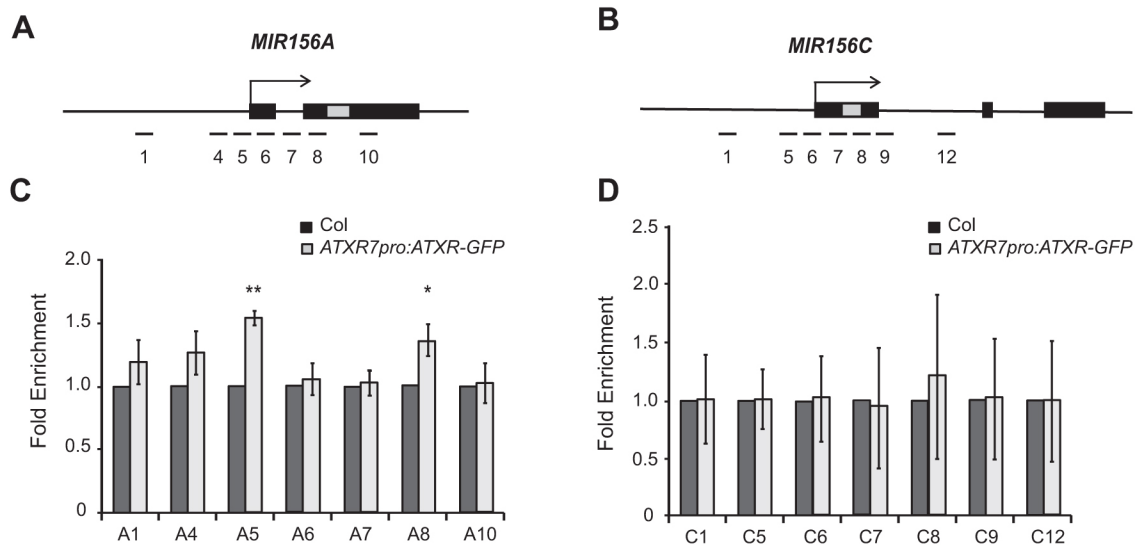 A
MIR156A
1 4 5 6 7 8 10
B
MIR156C
1 5 6 7 8 9 12
C
Col
ATXR7pro:ATXR-GFP
Fold Enrichment
2.0
1.5
1.0
0.5
0
**
*
A1 A4 A5 A6 A7 A8 A10
D
Col
ATXR7pro:ATXR-GFP
Fold Enrichment
2.5
2.0
1.5
1.0
0.5
0
C1 C5 C6 C7 C8 C9 C12